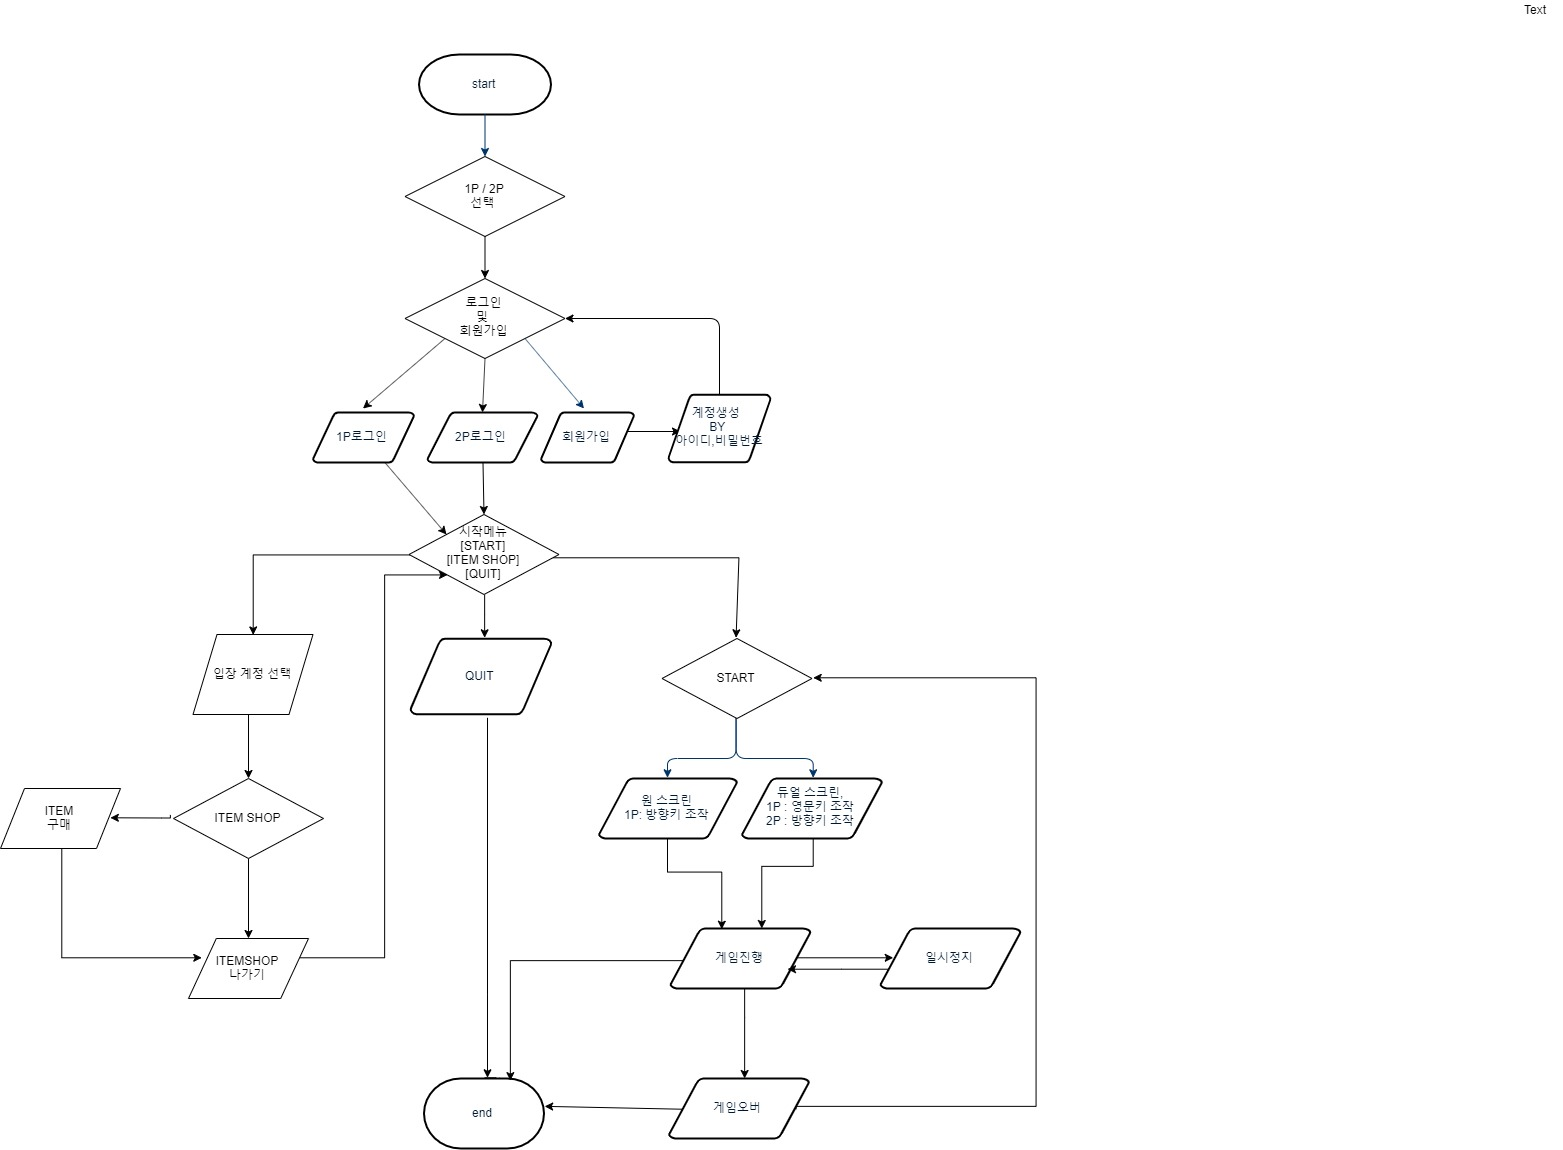 Text
start
1P / 2P
선택
로그인
및
회원가입
1P로그인
2P로그인
회원가입
계정생성
BY
아이디,비밀번호
시작메뉴
[START]
[ITEM SHOP]
[QUIT]
입장 계정 선택
QUIT
START
ITEM
구매
ITEM SHOP
원 스크린
1P: 방향키 조작
듀얼 스크린,
1P : 영문키 조작
2P : 방향키 조작
ITEMSHOP
나가기
게임진행
일시정지
end
게임오버